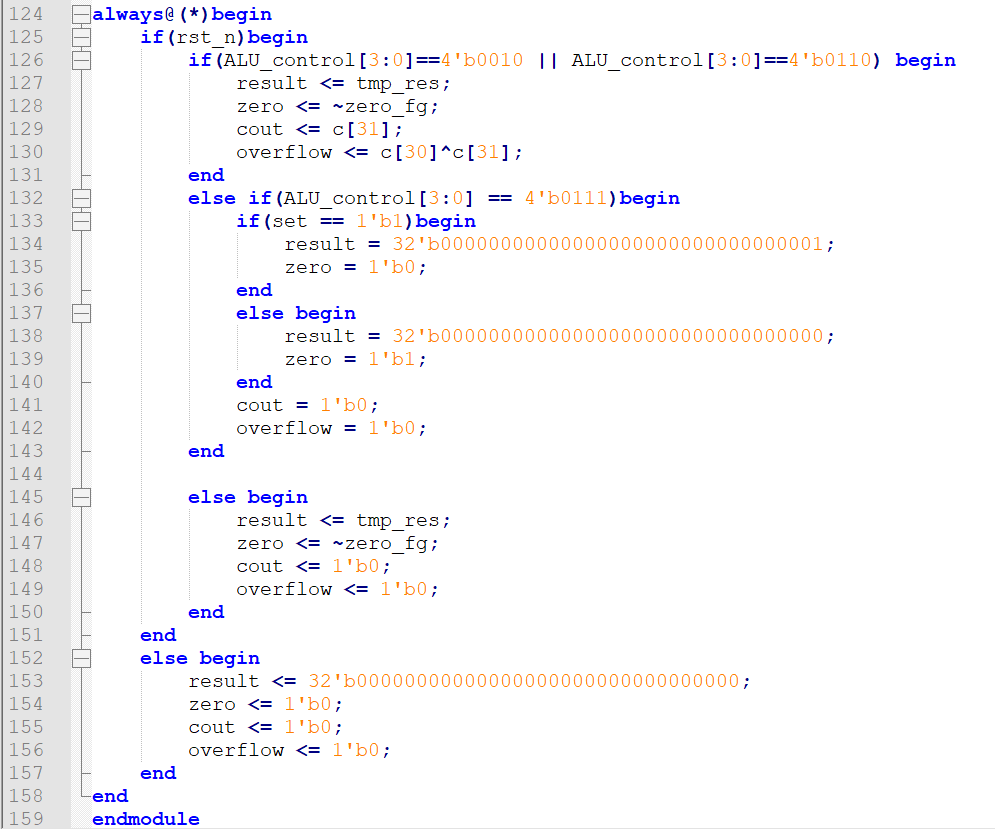 124 always@(*)begin
125 if(rst_n)begin
126 if(ALU_control[3:0]==4'b0010 || ALU_control[3:0]==4'b0110) begin
127 result <= tmp_res;
128 zero <= ~zero_fg;
129 cout <= c[31];
130 overflow <= c[30]^c[31];
131 end
132 else if(ALU_control[3:0] == 4'b0111)begin
133 if(set == 1'b1)begin
134 result = 32'b00000000000000000000000000000001;
135 zero = 1'b0;
136 end
137 else begin
138 result = 32'b00000000000000000000000000000000;
139 zero = 1'b1;
140 end
141 cout = 1'b0;
142 overflow = 1'b0;
143 end
144
145 else begin
146 result <= tmp_res;
147 zero <= ~zero_fg;
148 cout <= 1'b0;
149 overflow <= 1'b0;
150 end
151 end
152 else begin
153 result <= 32'b00000000000000000000000000000000;
154 zero <= 1'b0;
155 cout <= 1'b0;
156 overflow <= 1'b0;
157 end
158 end
159 endmodule